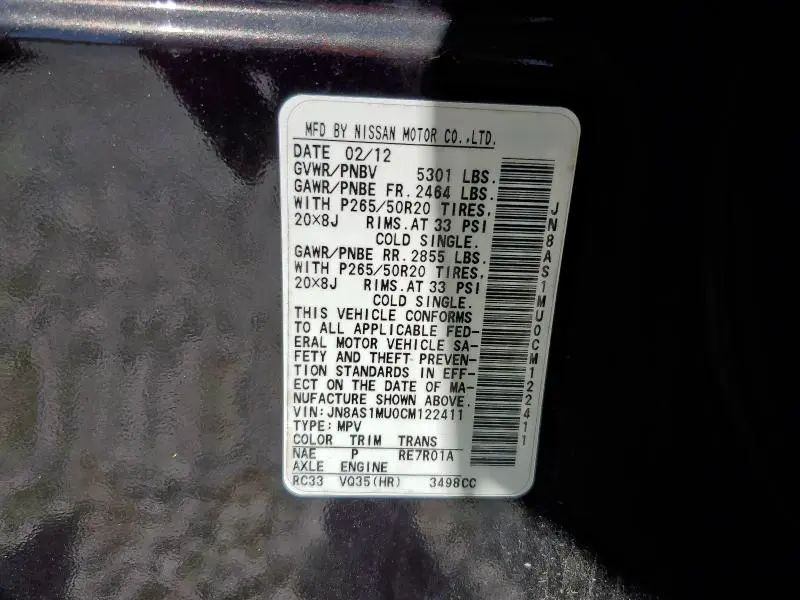 MFD BY NISSAN MOTOR CO.,LTD.
DATE 02/12
GVWR/PNBV 5301 LBS.
GAWR/PNBE FR. 2464 LBS.
WITH P265/50R20 TIRES,
20×8J RIMS.AT 33 PSI
COLD SINGLE.
GAWR/PNBE RR. 2855 LBS.
WITH P265/50R20 TIRES,
20×8J RIMS.AT 33 PSI
COLD SINGLE.
THIS VEHICLE CONFORMS
TO ALL APPLICABLE FED-
ERAL MOTOR VEHICLE SA-
FETY AND THEFT PREVEN-
TION STANDARDS IN EFF-
ECT ON THE DATE OF MA-
NUFACTURE SHOWN ABOVE.
VIN:JN8AS1MU0CM122411
TYPE:MPV
COLOR TRIM TRANS
NAE P RE7R01A
AXLE ENGINE
RC33 VQ35(HR) 3498CC
JN8AS1MU0CM122411